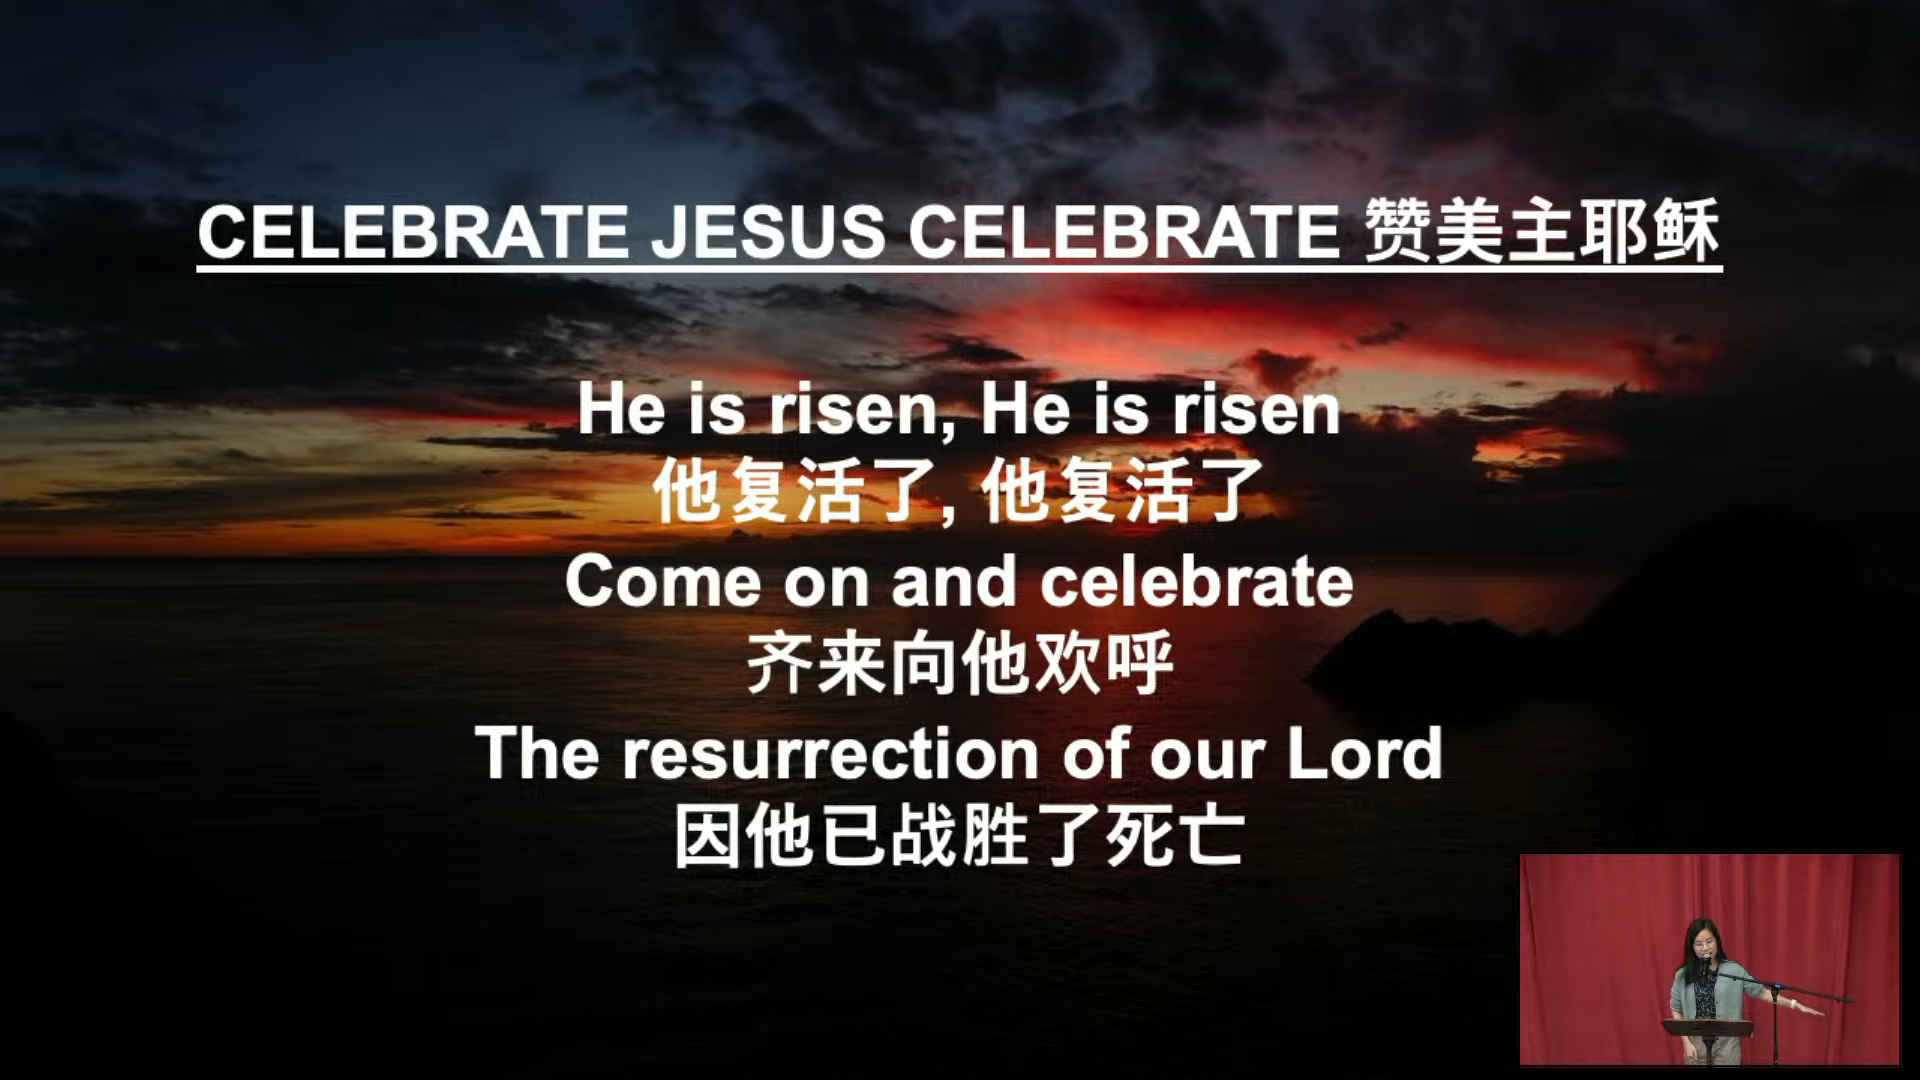 CELEBRATE JESUS CELEBRATE 赞美主耶稣
He is risen, He is risen
他复活了, 他复活了
Come on and celebrate
齐来向他欢呼
The resurrection of our Lord
因他已战胜了死亡